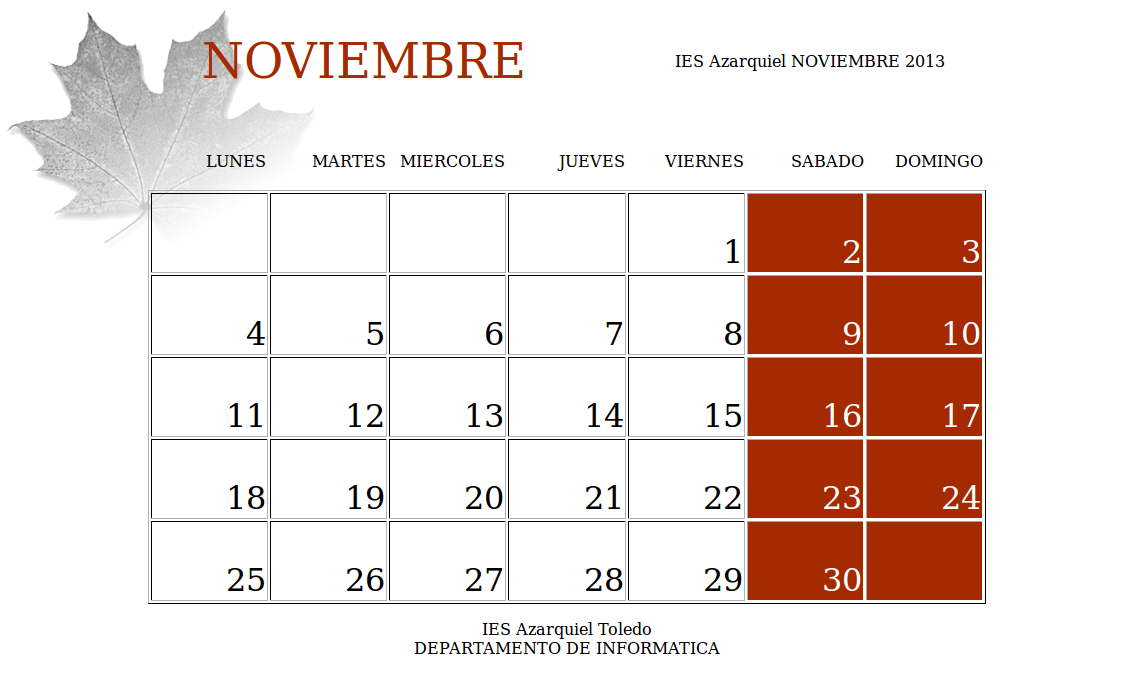 NOVIEMBRE
IES Azarquiel NOVIEMBRE 2013
LUNES MARTES MIERCOLES JUEVES VIERNES SABADO DOMINGO
1 2 3
4 5 6 7 8 9 10
11 12 13 14 15 16 17
18 19 20 21 22 23 24
25 26 27 28 29 30
IES Azarquiel Toledo
DEPARTAMENTO DE INFORMATICA